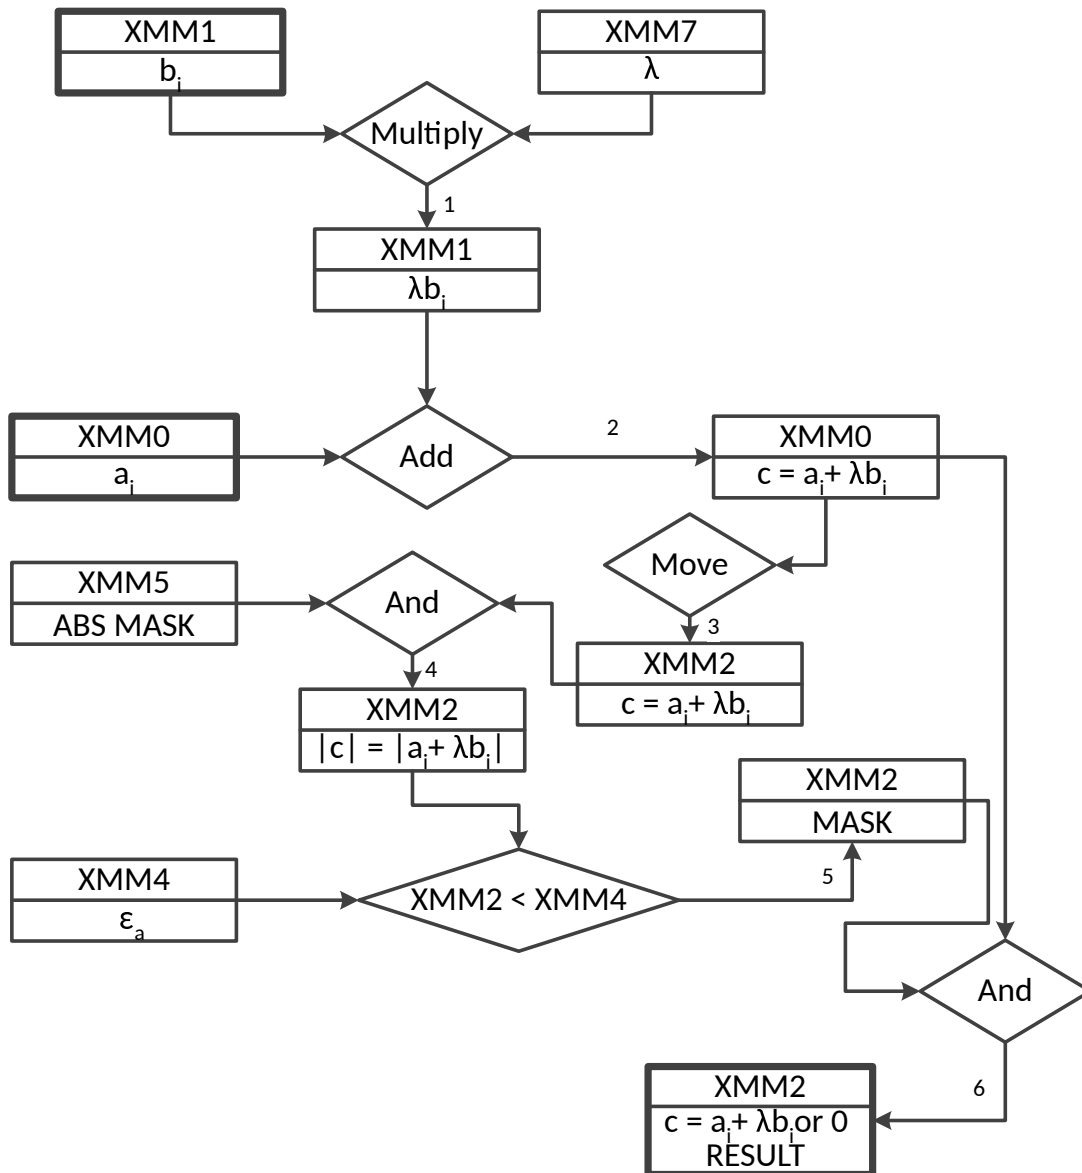 XMM1
bᵢ
XMM7
λ
Multiply
1
XMM1
λbᵢ
XMM0
aᵢ
Add
2
XMM0
c = aᵢ+ λbᵢ
Move
3
XMM5
ABS MASK
And
XMM2
c = aᵢ+ λbᵢ
4
XMM2
|c| = |aᵢ+ λbᵢ|
XMM2
MASK
XMM4
εₐ
XMM2 < XMM4
5
And
6
XMM2
c = aᵢ+ λbᵢor 0
RESULT